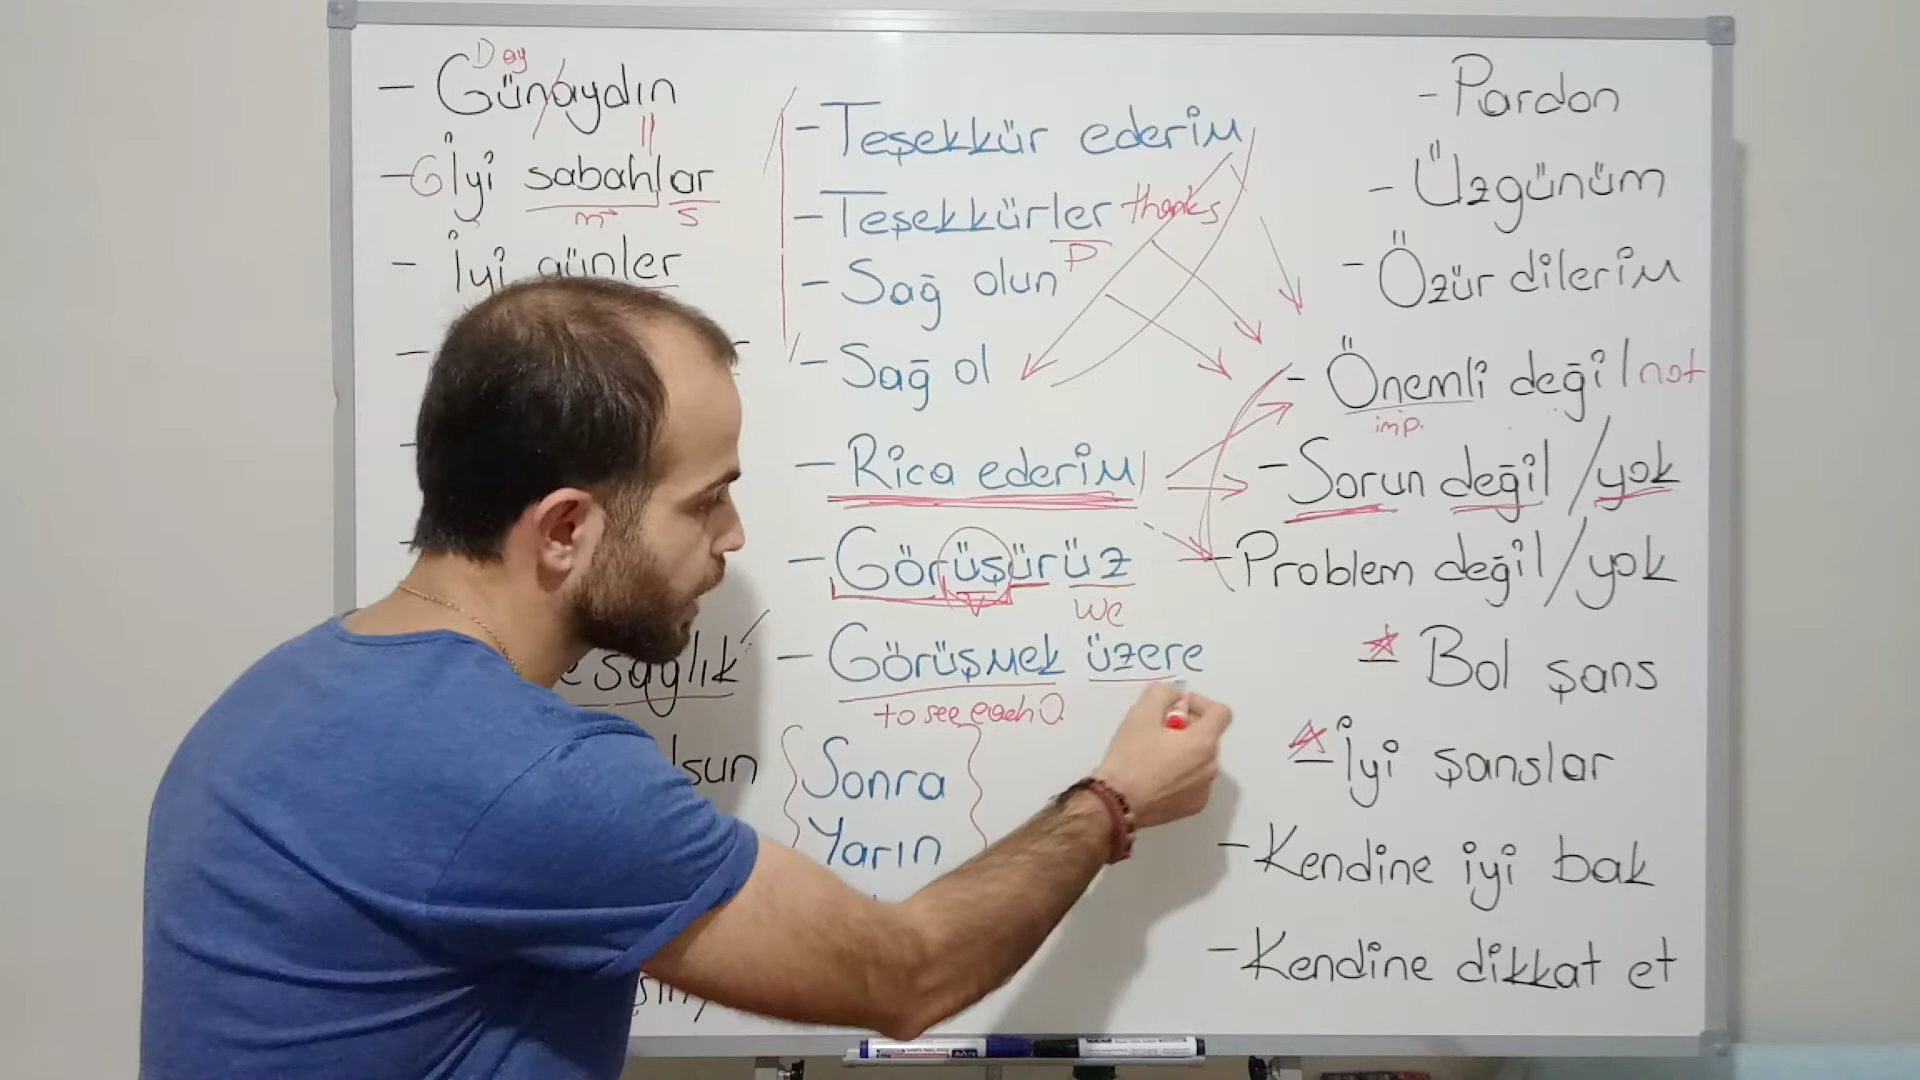 Day
- Günaydın
G
- İyi sabahlar
m s
- İyi günler
e sağlık
lsun
- Teşekkür ederim
- Teşekkürler thanks
P
- Sağ olun
- Sağ ol
- Rica ederim
- Görüşürüz
we
- Görüşmek üzere
to see each O.
Sonra
Yarın
- Pardon
- Üzgünüm
- Özür dilerim
- Önemli değil not
imp.
- Sorun değil / yok
- Problem değil / yok
- Bol şans
- İyi şanslar
- Kendine iyi bak
- Kendine dikkat et